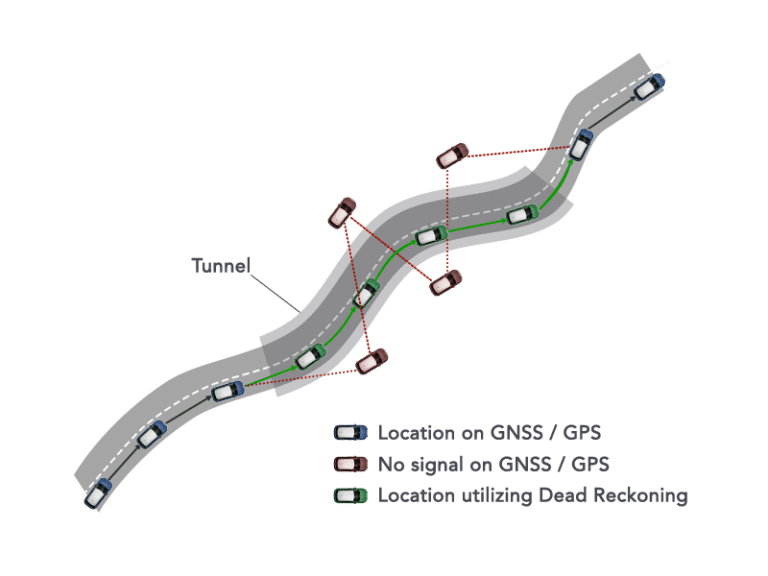 Tunnel
Location on GNSS / GPS
No signal on GNSS / GPS
Location utilizing Dead Reckoning